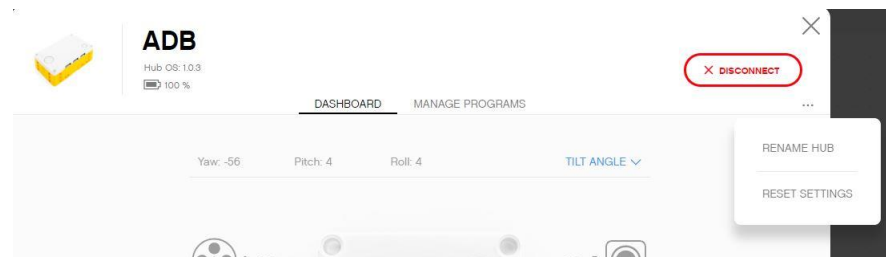 ADB
Hub OS: 1.0.3
100 %
DISCONNECT
DASHBOARD MANAGE PROGRAMS
...
RENAME HUB
RESET SETTINGS
Yaw: -56 Pitch: 4 Roll: 4 TILT ANGLE